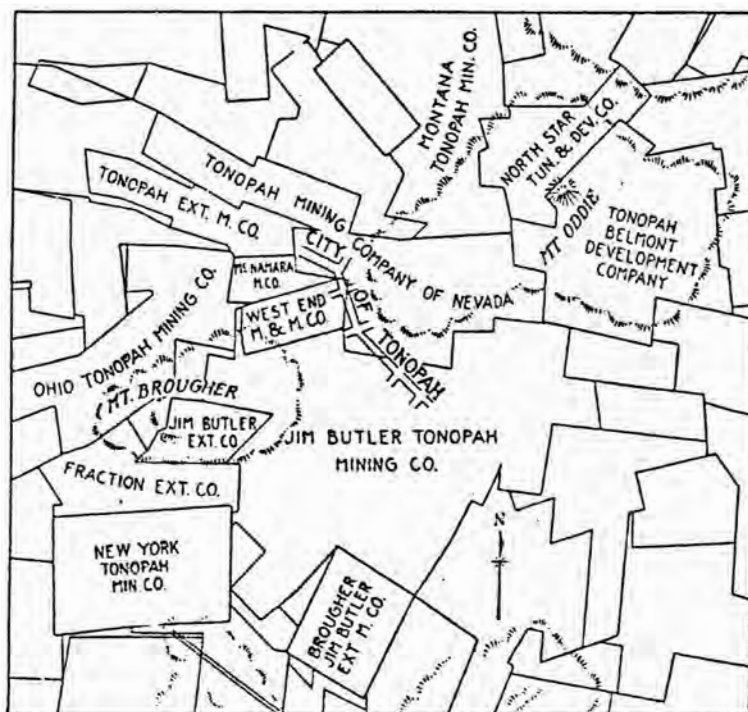 MONTANA
TONOPAH MIN. CO.
NORTH STAR
TUN. & DEV. CO.
TONOPAH MINING COMPANY OF NEVADA
TONOPAH EXT. M. CO.
MT ODDIE
TONOPAH
BELMONT
DEVELOPMENT
COMPANY
CITY
OF
TONOPAH
MC NAMARA
M. CO.
WEST END
M. & M. CO.
OHIO TONOPAH MINING CO.
MT. BROUGHER
JIM BUTLER
EXT. CO.
JIM BUTLER TONOPAH
MINING CO.
FRACTION EXT. CO.
NEW YORK
TONOPAH
MIN. CO.
N
BROUGHER
JIM BUTLER
EXT M. CO.